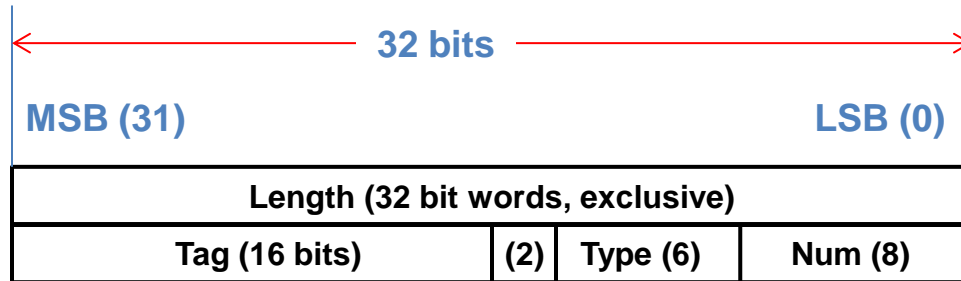 32 bits
MSB (31) LSB (0)
Length (32 bit words, exclusive)
Tag (16 bits) (2) Type (6) Num (8)